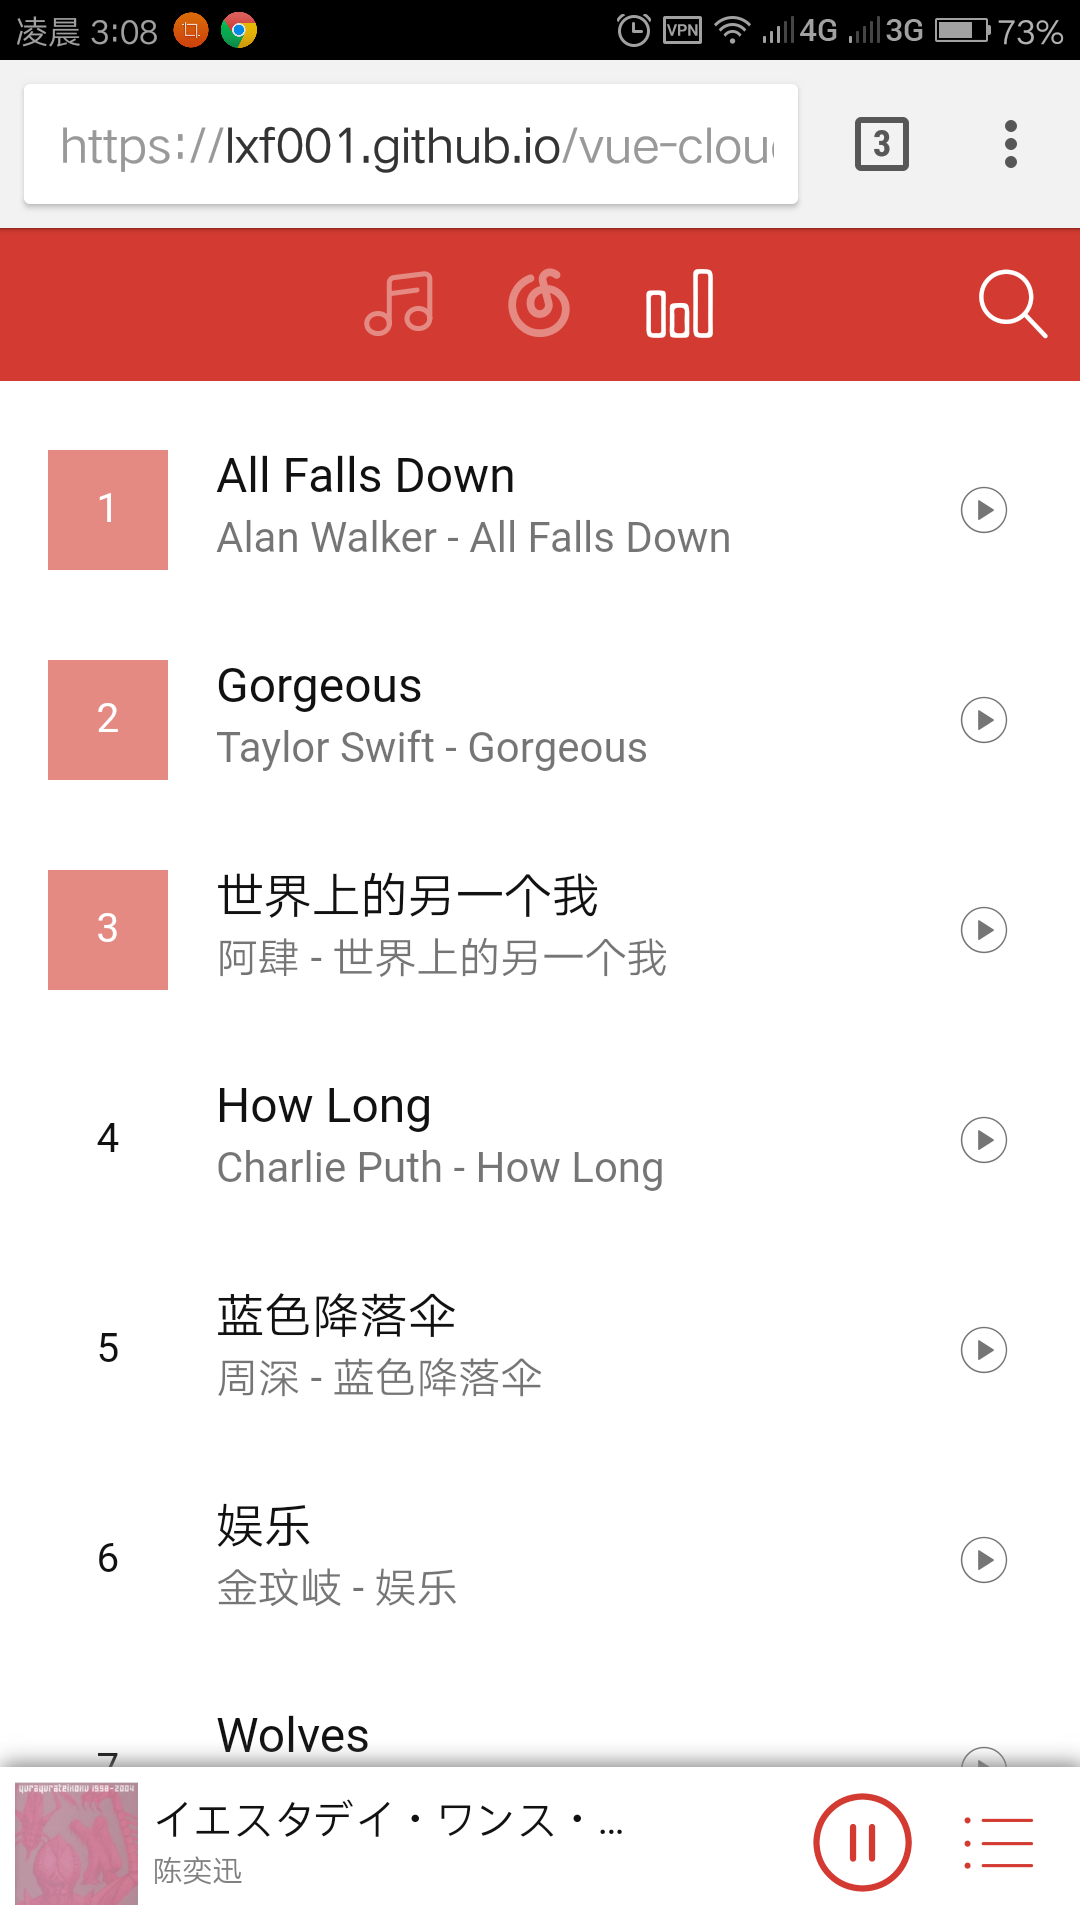 凌晨 3:08 VPN 4G 3G 73%
https://lxf001.github.io/vue-clou
3
1
All Falls Down
Alan Walker - All Falls Down
2
Gorgeous
Taylor Swift - Gorgeous
3
世界上的另一个我
阿肆 - 世界上的另一个我
4
How Long
Charlie Puth - How Long
5
蓝色降落伞
周深 - 蓝色降落伞
6
娱乐
金玟岐 - 娱乐
7
Wolves
yurayurateikoku 1998-2004
イエスタデイ・ワンス・...
陈奕迅